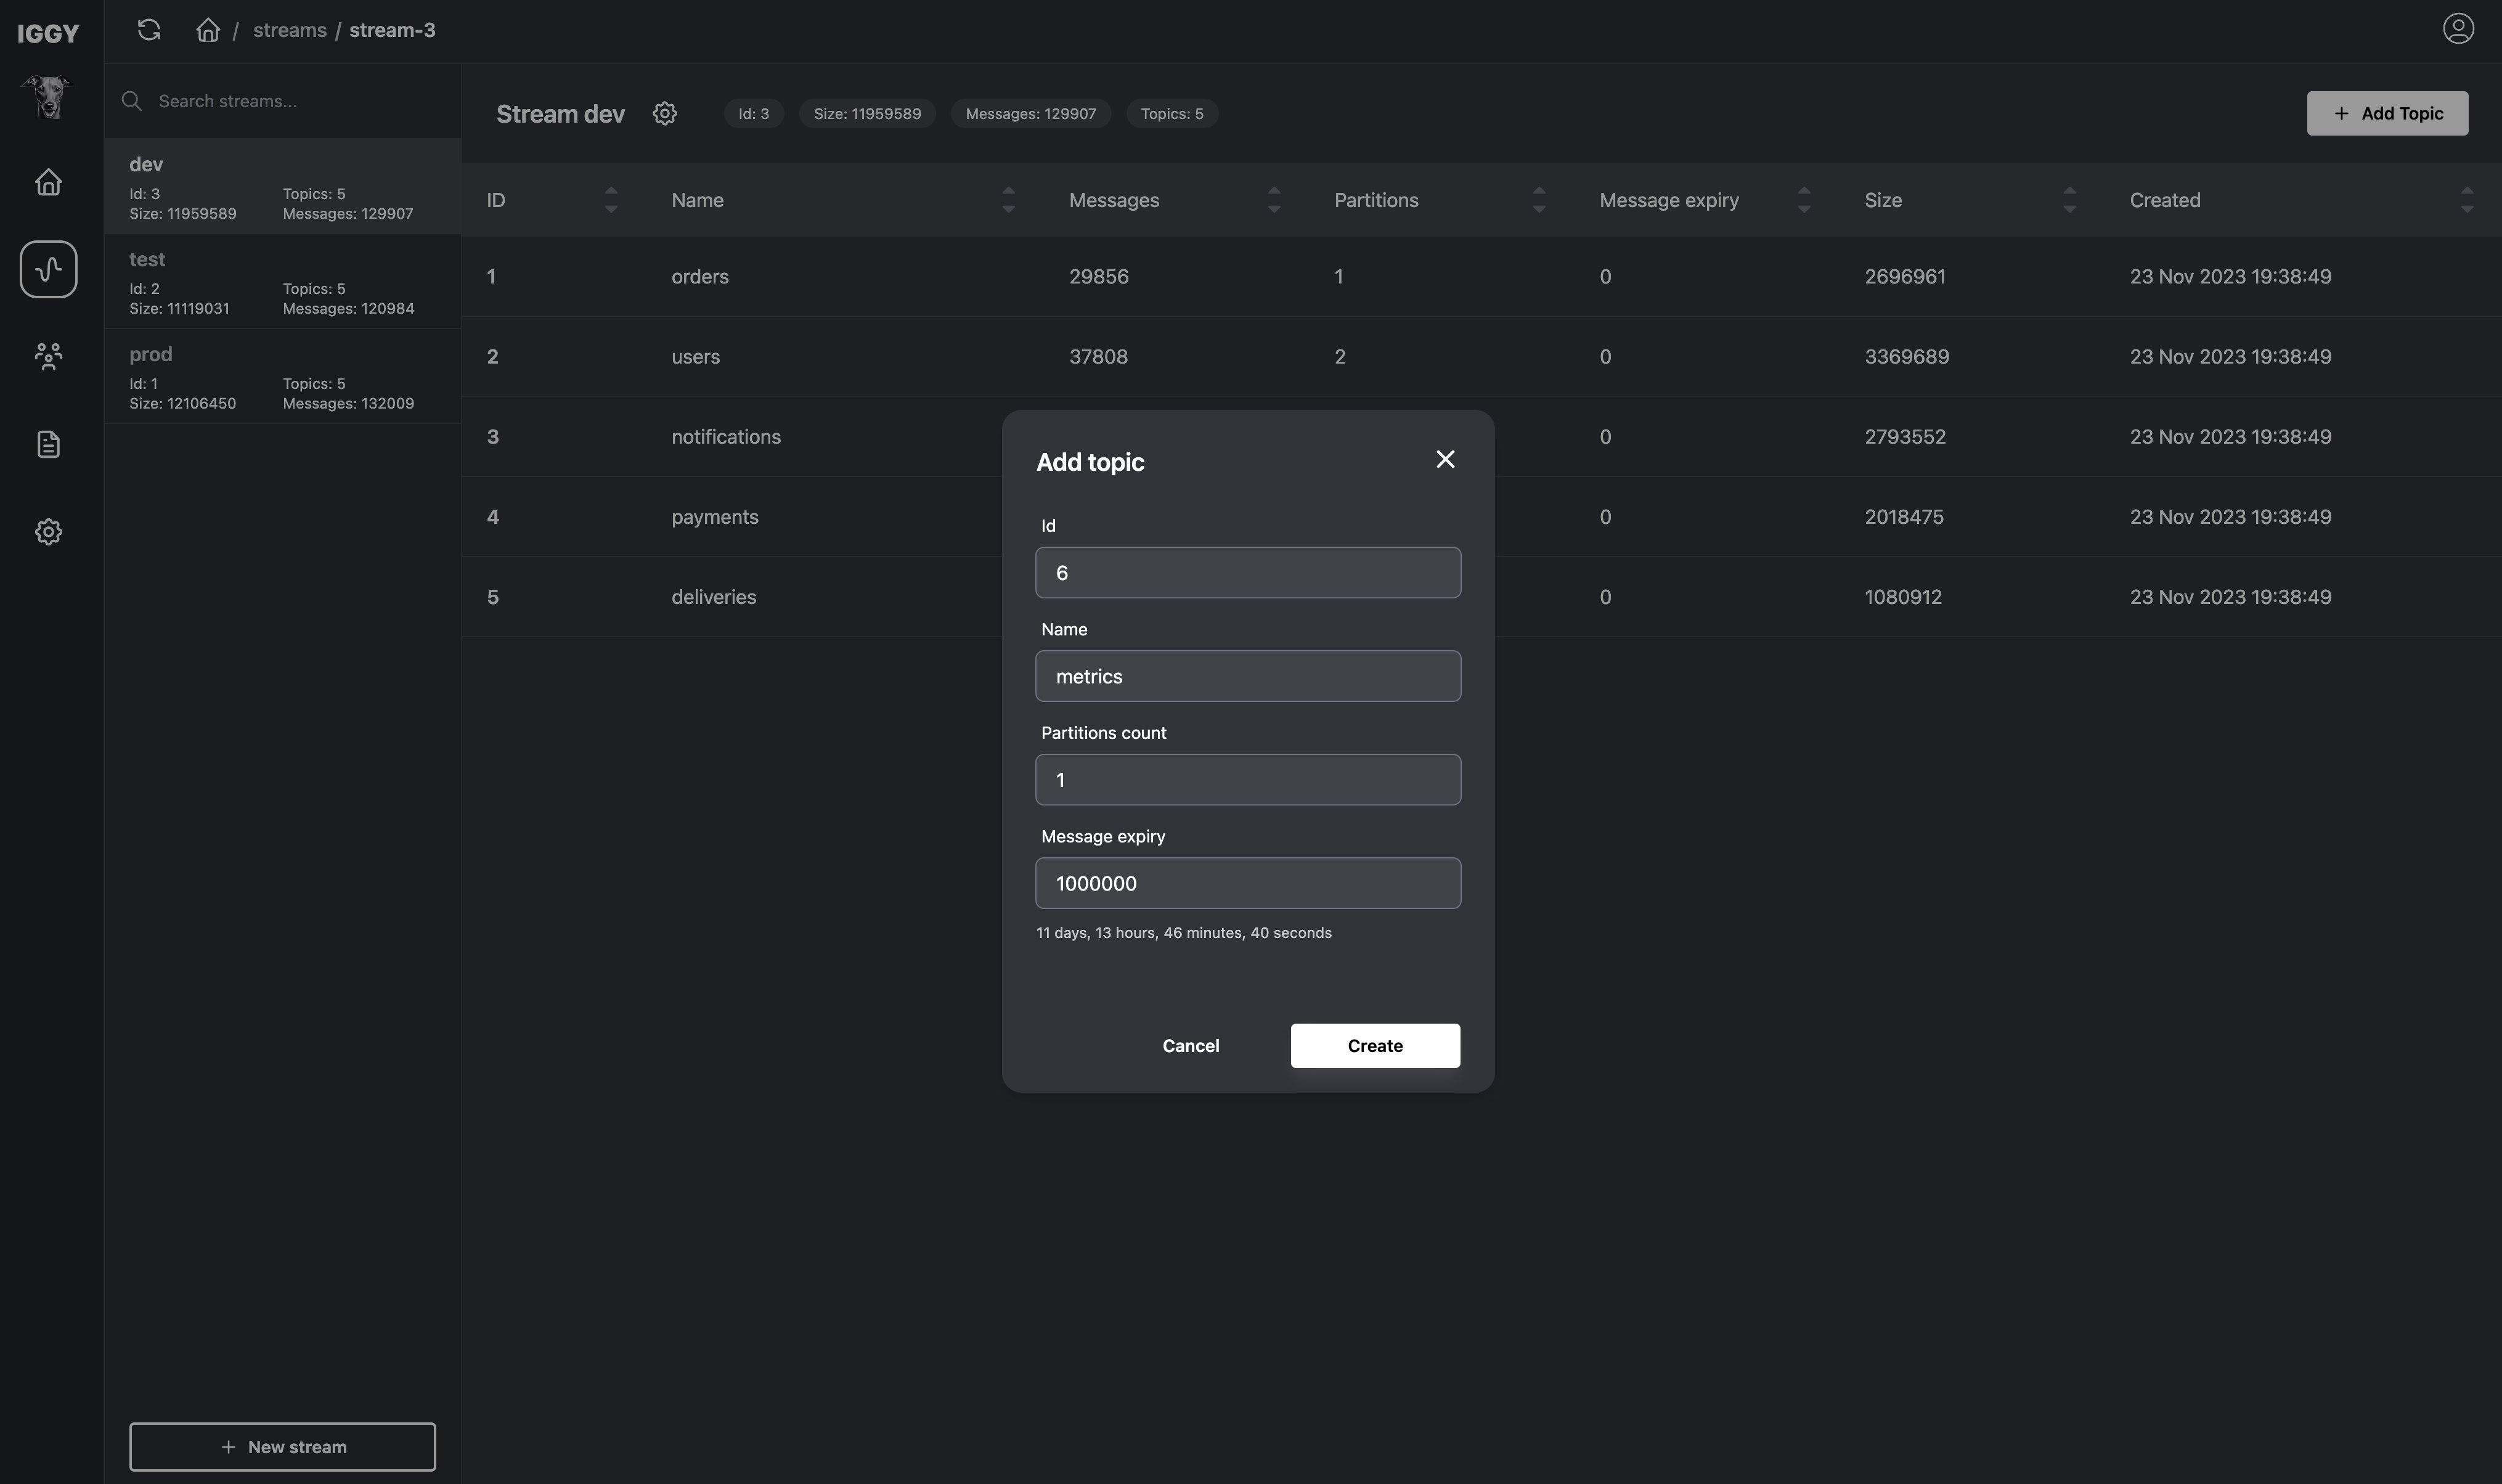 IGGY
/ streams / stream-3
Search streams...
dev
Id: 3 Topics: 5
Size: 11959589 Messages: 129907
test
Id: 2 Topics: 5
Size: 11119031 Messages: 120984
prod
Id: 1 Topics: 5
Size: 12106450 Messages: 132009
+ New stream
Stream dev Id: 3 Size: 11959589 Messages: 129907 Topics: 5 + Add Topic
ID Name Messages Partitions Message expiry Size Created
1 orders 29856 1 0 2696961 23 Nov 2023 19:38:49
2 users 37808 2 0 3369689 23 Nov 2023 19:38:49
3 notifications 0 2793552 23 Nov 2023 19:38:49
4 payments 0 2018475 23 Nov 2023 19:38:49
5 deliveries 0 1080912 23 Nov 2023 19:38:49
Add topic
Id
6
Name
metrics
Partitions count
1
Message expiry
1000000
11 days, 13 hours, 46 minutes, 40 seconds
Cancel Create